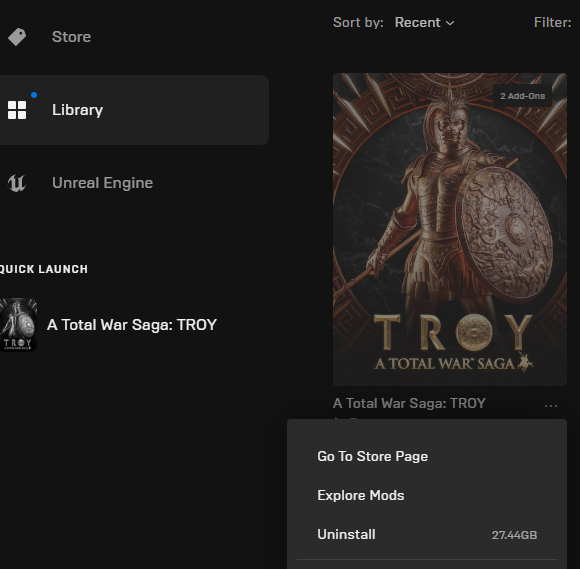 Store
Sort by: Recent
Filter:
2 Add-Ons
Library
Unreal Engine
QUICK LAUNCH
A Total War Saga: TROY
TROY
A TOTAL WAR SAGA
A Total War Saga: TROY
...
Go To Store Page
Explore Mods
Uninstall 27.44GB